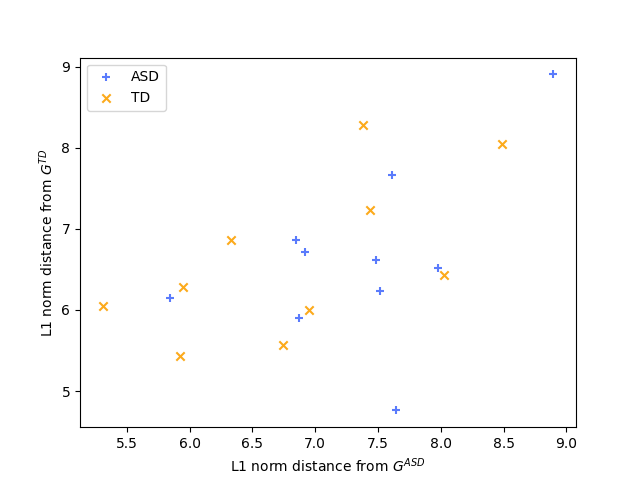 ASD
TD
9
8
7
6
5
L1 norm distance from G^{TD}
5.5 6.0 6.5 7.0 7.5 8.0 8.5 9.0
L1 norm distance from G^{ASD}